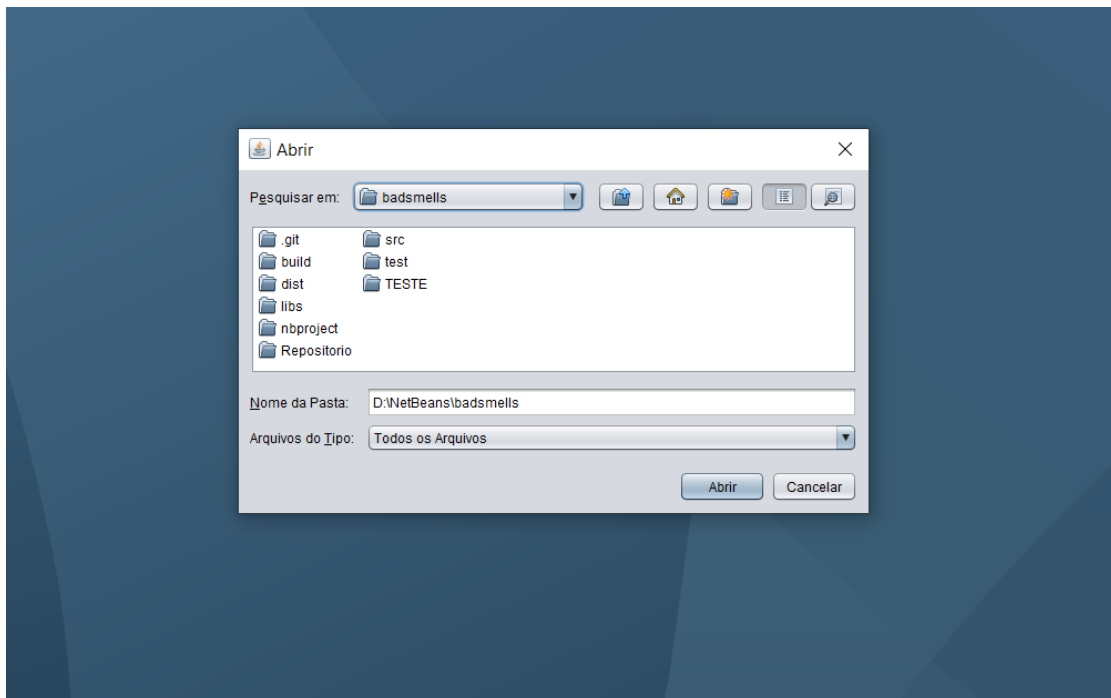 Abrir
Pesquisar em: badsmells
.git src
build test
dist TESTE
libs
nbproject
Repositorio
Nome da Pasta: D:\NetBeans\badsmells
Arquivos do Tipo: Todos os Arquivos
Abrir Cancelar